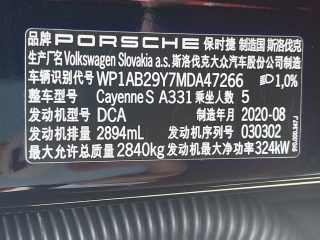 品牌 PORSCHE 保时捷 制造国 斯洛伐克
生产厂名 Volkswagen Slovakia a.s. 斯洛伐克大众汽车股份公司
车辆识别代号 WP1AB29Y7MDA47266 1,0%
整车型号 Cayenne S A331 乘坐人数 5
发动机型号 DCA 制造年月 2020-08
发动机排量 2894mL 发动机序列号 030302
最大允许总质量 2840kg 发动机最大净功率 324kW